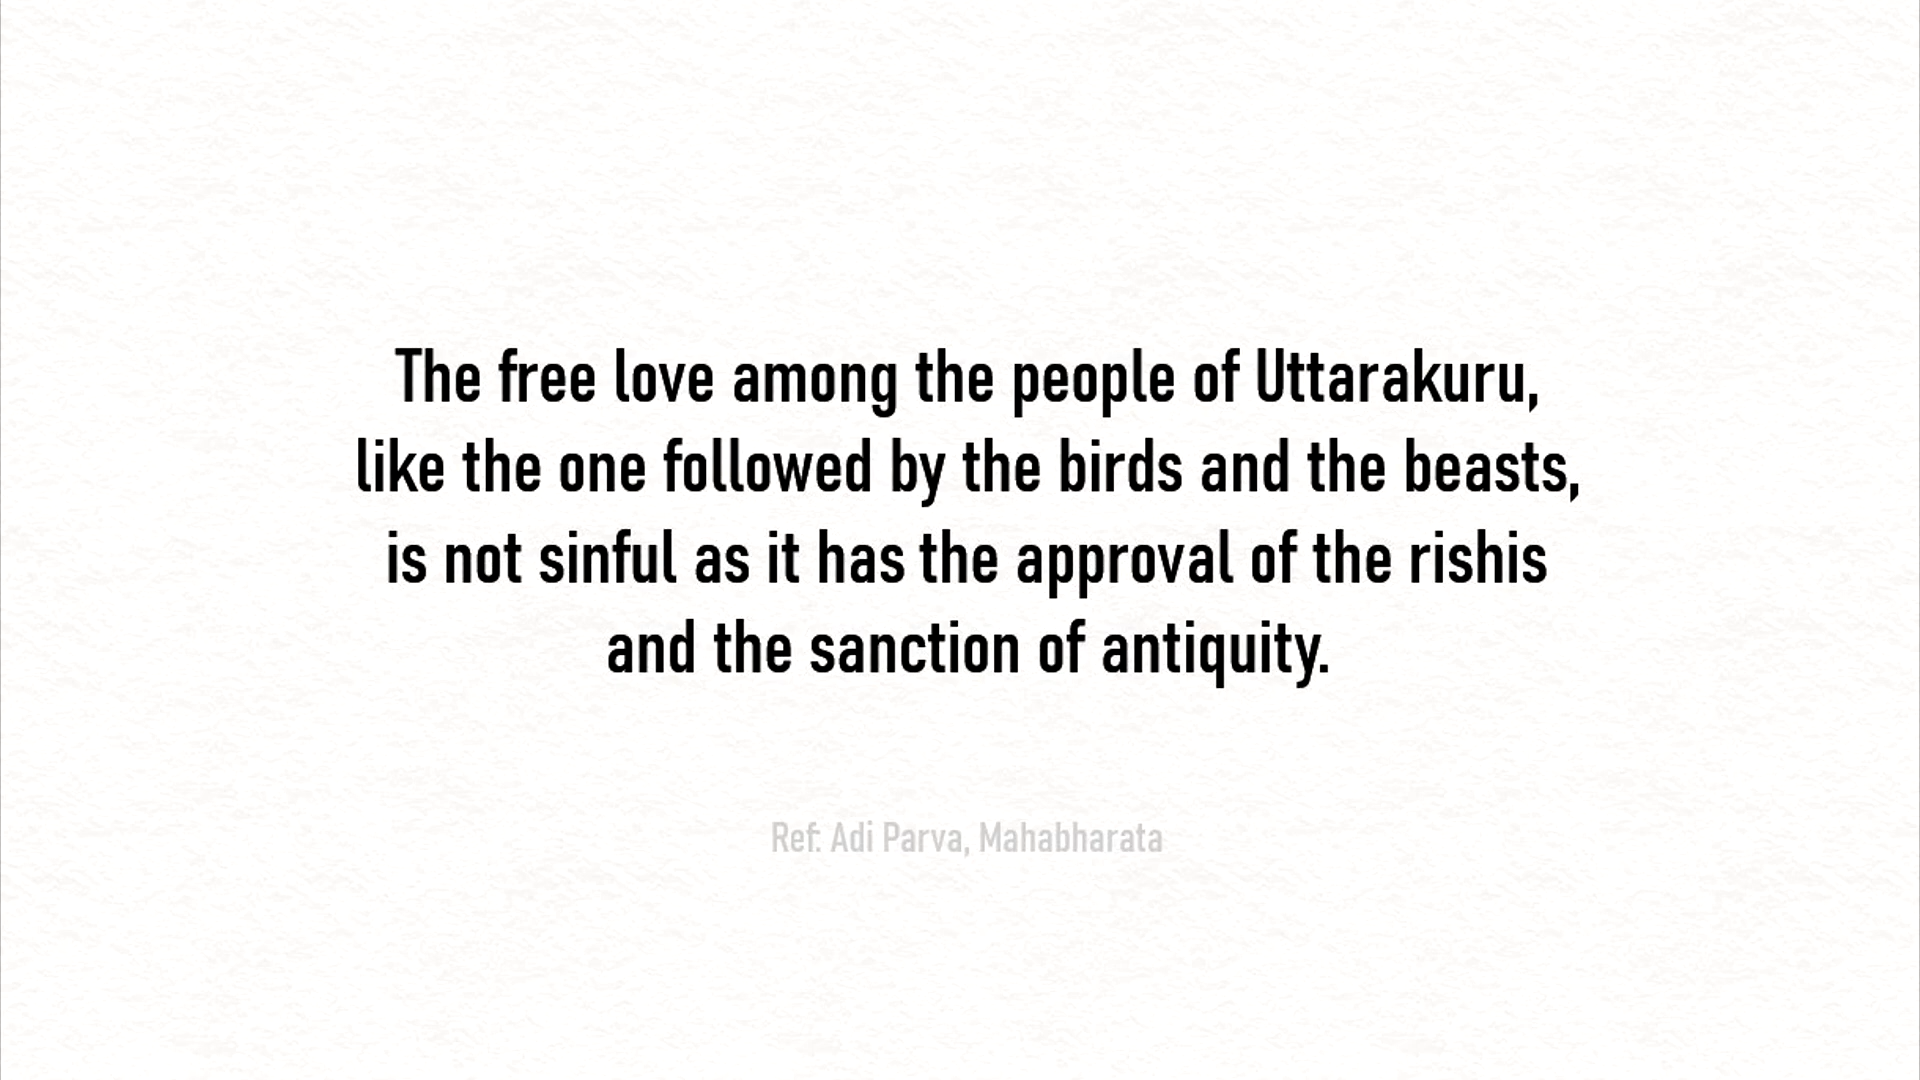 The free love among the people of Uttarakuru,
like the one followed by the birds and the beasts,
is not sinful as it has the approval of the rishis
and the sanction of antiquity.
Ref: Adi Parva, Mahabharata